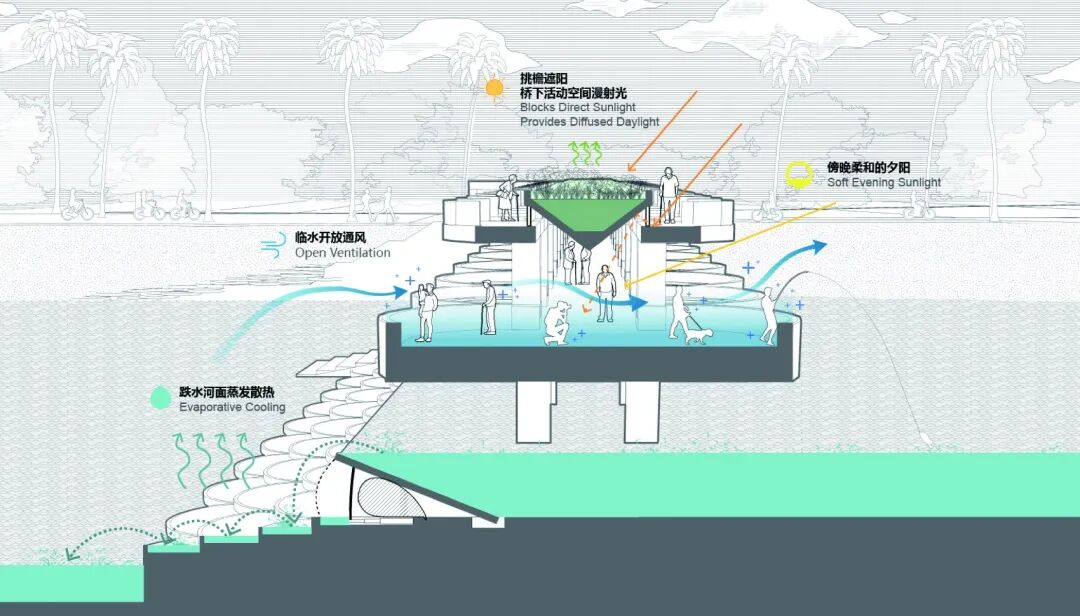 挑檐遮阳
桥下活动空间漫射光
Blocks Direct Sunlight
Provides Diffused Daylight
傍晚柔和的夕阳
Soft Evening Sunlight
临水开放通风
Open Ventilation
跌水河面蒸发散热
Evaporative Cooling